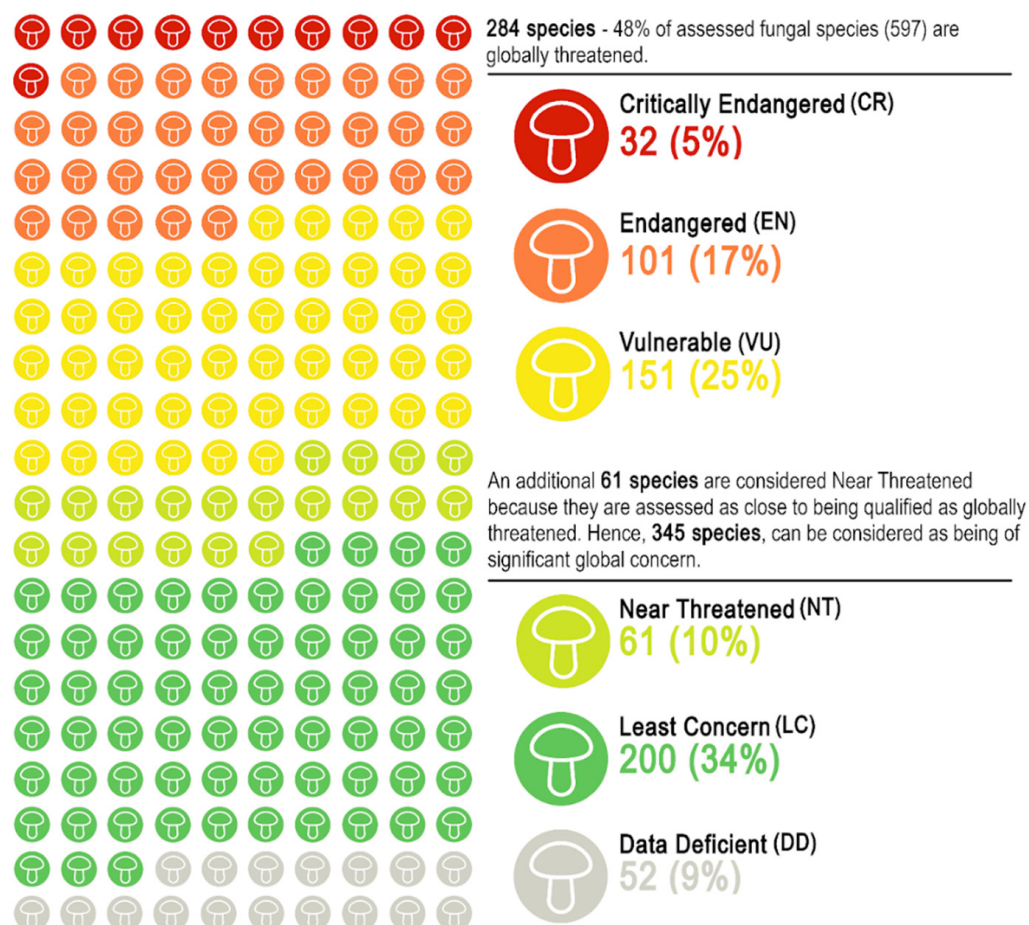 284 species - 48% of assessed fungal species (597) are
globally threatened.
Critically Endangered (CR)
32 (5%)
Endangered (EN)
101 (17%)
Vulnerable (VU)
151 (25%)
An additional 61 species are considered Near Threatened
because they are assessed as close to being qualified as globally
threatened. Hence, 345 species, can be considered as being of
significant global concern.
Near Threatened (NT)
61 (10%)
Least Concern (LC)
200 (34%)
Data Deficient (DD)
52 (9%)